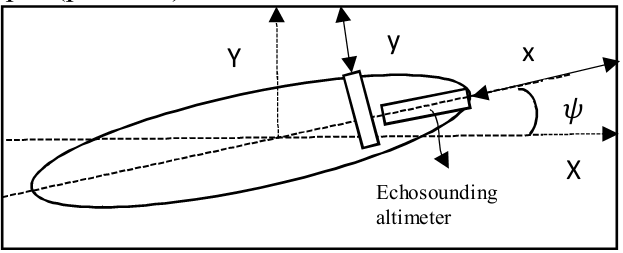 Y
y
x
ψ
X
Echosounding
altimeter